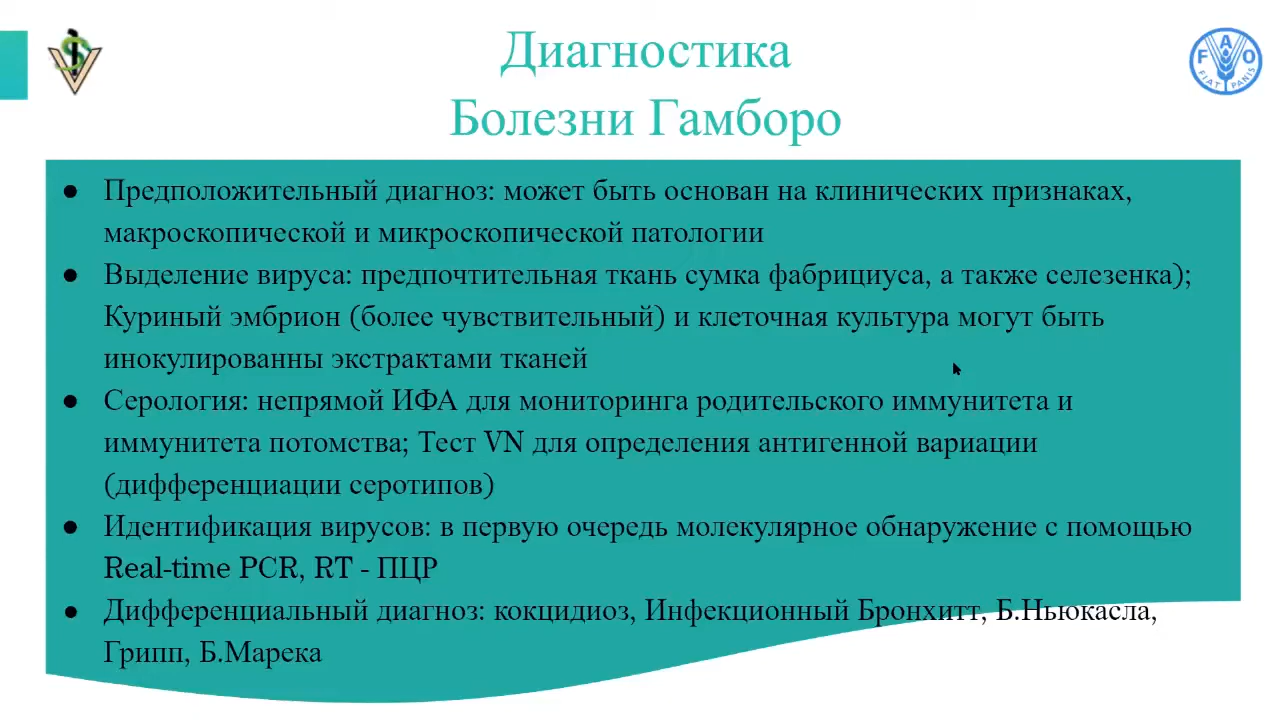 Диагностика
Болезни Гамборо
F A O
FIAT PANIS
● Предположительный диагноз: может быть основан на клинических признаках,
макроскопической и микроскопической патологии
● Выделение вируса: предпочтительная ткань сумка фабрициуса, а также селезенка);
Куриный эмбрион (более чувствительный) и клеточная культура могут быть
инокулированны экстрактами тканей
● Серология: непрямой ИФА для мониторинга родительского иммунитета и
иммунитета потомства; Тест VN для определения антигенной вариации
(дифференциации серотипов)
● Идентификация вирусов: в первую очередь молекулярное обнаружение с помощью
Real-time PCR, RT - ПЦР
● Дифференциальный диагноз: кокцидиоз, Инфекционный Бронхитт, Б.Ньюкасла,
Грипп, Б.Марека